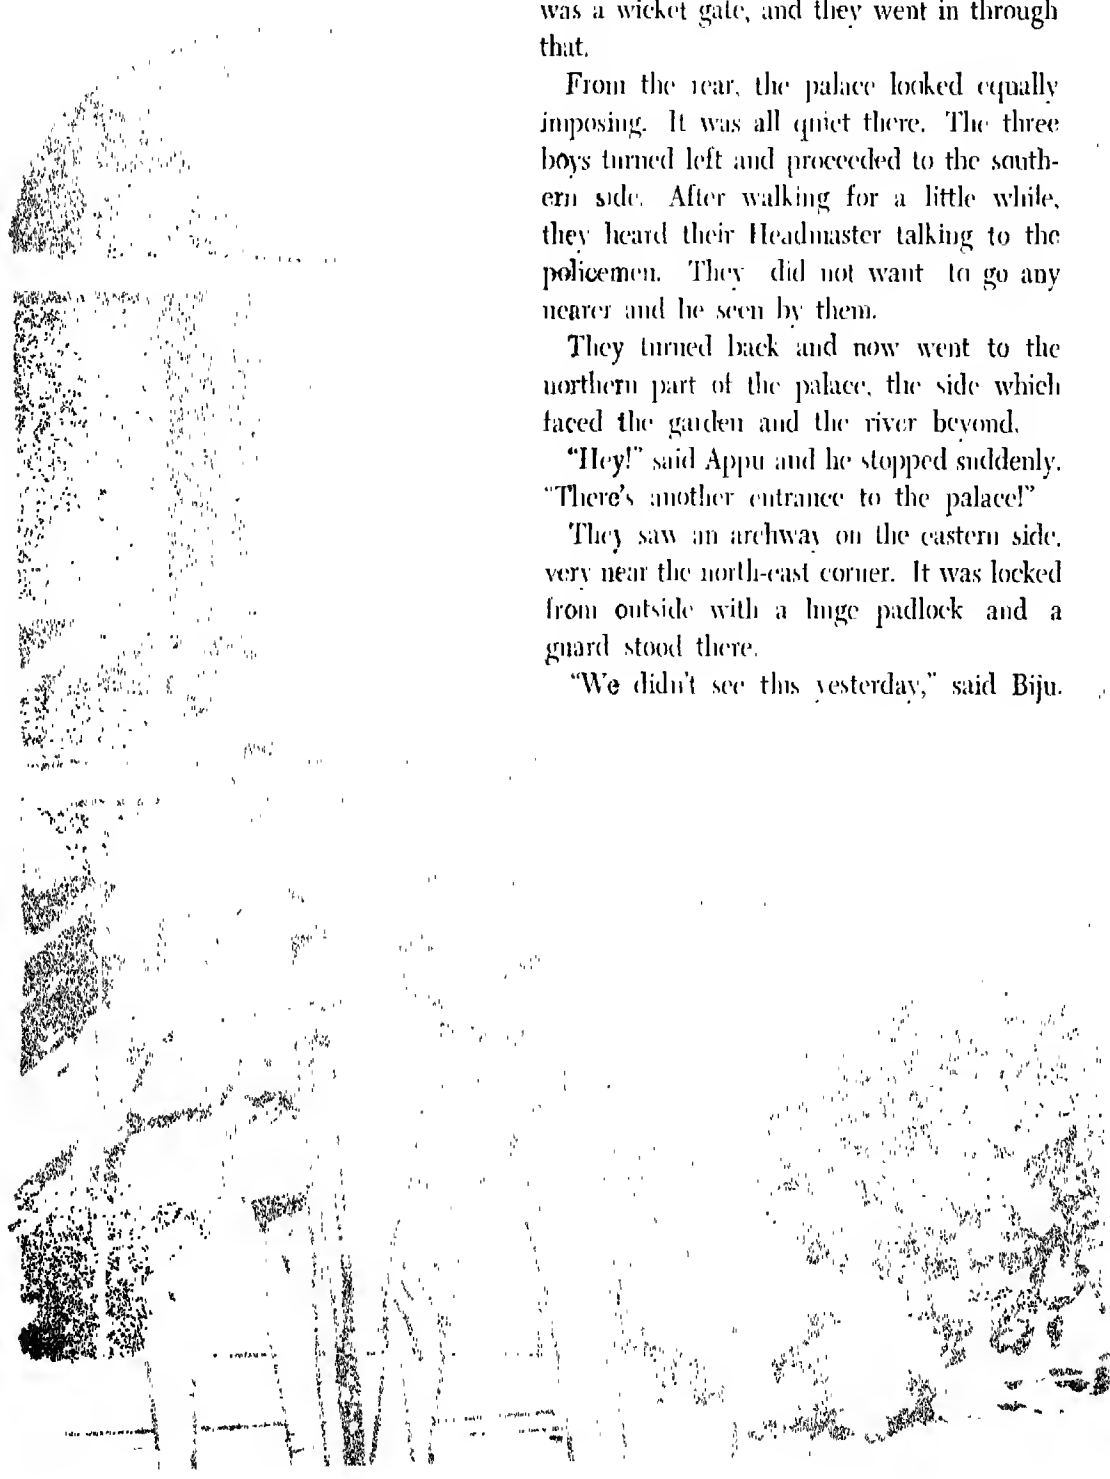 was a wicket gate, and they went in through
that.
From the rear, the palace looked equally
imposing. It was all quiet there. The three
boys turned left and proceeded to the south-
ern side. After walking for a little while,
they heard their Headmaster talking to the
policemen. They did not want to go any
nearer and be seen by them.
They turned back and now went to the
northern part of the palace, the side which
faced the garden and the river beyond.
“Hey!” said Appu and he stopped suddenly.
“There's another entrance to the palace!”
They saw an archway on the eastern side,
very near the north-east corner. It was locked
from outside with a huge padlock and a
guard stood there.
“We didn't see this yesterday,” said Biju.